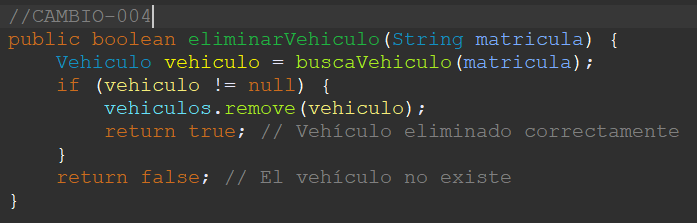 //CAMBIO-004
public boolean eliminarVehiculo(String matricula) {
    Vehiculo vehiculo = buscaVehiculo(matricula);
    if (vehiculo != null) {
        vehiculos.remove(vehiculo);
        return true; // Vehículo eliminado correctamente
    }
    return false; // El vehículo no existe
}